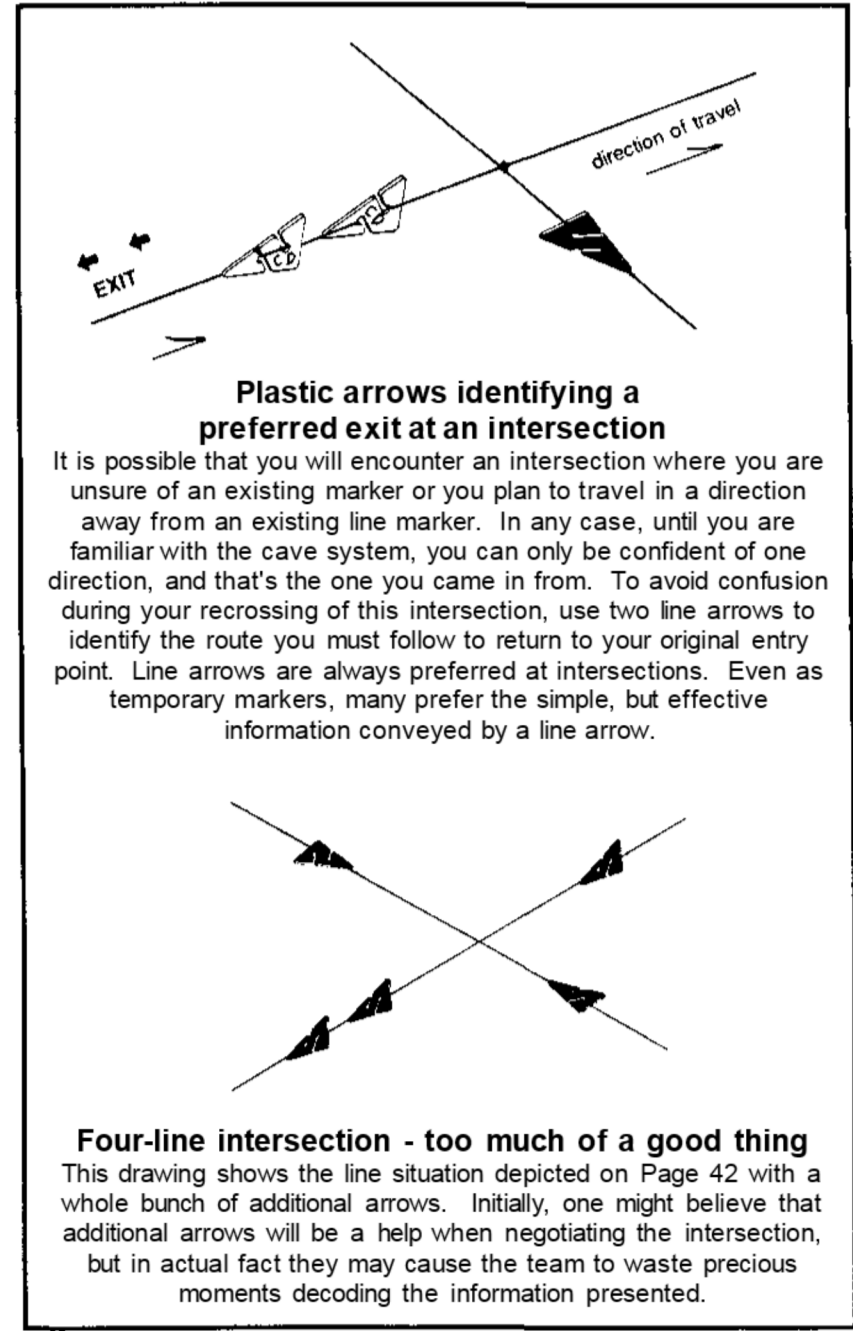 direction of travel
CD
CD
EXIT
Plastic arrows identifying a
preferred exit at an intersection
It is possible that you will encounter an intersection where you are
unsure of an existing marker or you plan to travel in a direction
away from an existing line marker. In any case, until you are
familiar with the cave system, you can only be confident of one
direction, and that's the one you came in from. To avoid confusion
during your recrossing of this intersection, use two line arrows to
identify the route you must follow to return to your original entry
point. Line arrows are always preferred at intersections. Even as
temporary markers, many prefer the simple, but effective
information conveyed by a line arrow.
Four-line intersection - too much of a good thing
This drawing shows the line situation depicted on Page 42 with a
whole bunch of additional arrows. Initially, one might believe that
additional arrows will be a help when negotiating the intersection,
but in actual fact they may cause the team to waste precious
moments decoding the information presented.